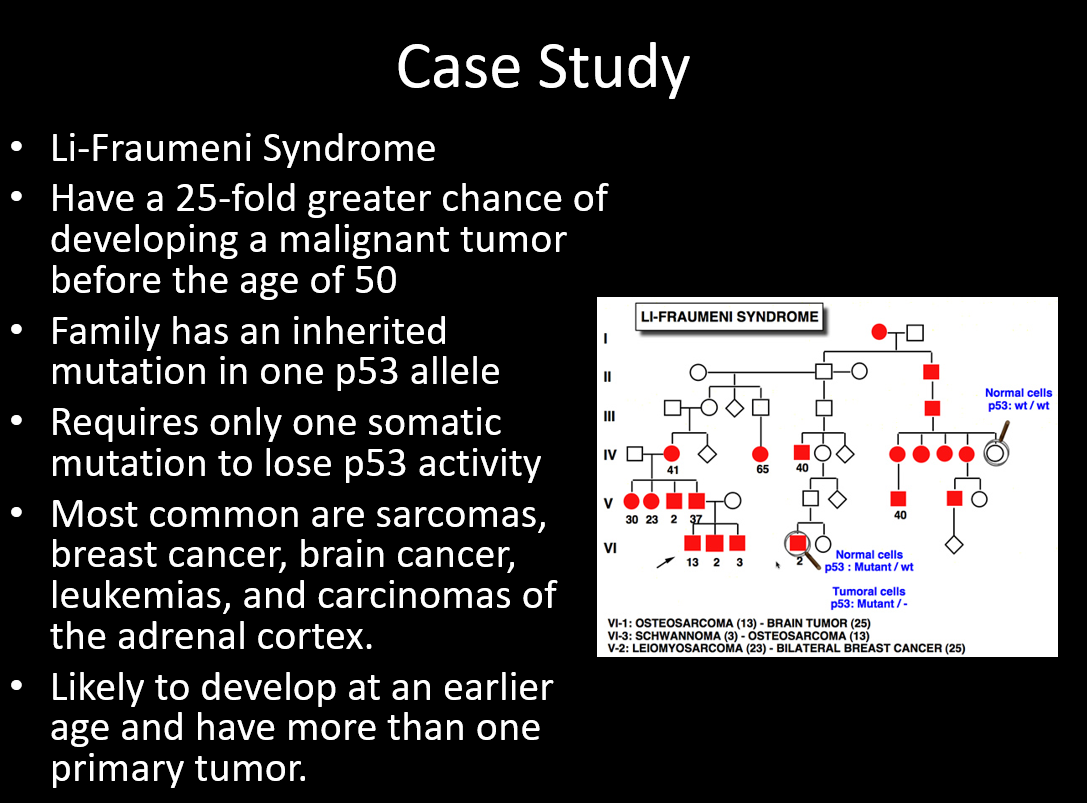 Case Study
• Li-Fraumeni Syndrome
• Have a 25-fold greater chance of
developing a malignant tumor
before the age of 50
• Family has an inherited
mutation in one p53 allele
• Requires only one somatic
mutation to lose p53 activity
• Most common are sarcomas,
breast cancer, brain cancer,
leukemias, and carcinomas of
the adrenal cortex.
• Likely to develop at an earlier
age and have more than one
primary tumor.
LI-FRAUMENI SYNDROME
I
II
III
Normal cells
p53: wt / wt
IV
41
65
40
V
30 23 2 37
40
VI
13 2 3
2
Normal cells
p53 : Mutant / wt
Tumoral cells
p53: Mutant / -
VI-1: OSTEOSARCOMA (13) - BRAIN TUMOR (25)
VI-3: SCHWANNOMA (3) - OSTEOSARCOMA (13)
V-2: LEIOMYOSARCOMA (23) - BILATERAL BREAST CANCER (25)